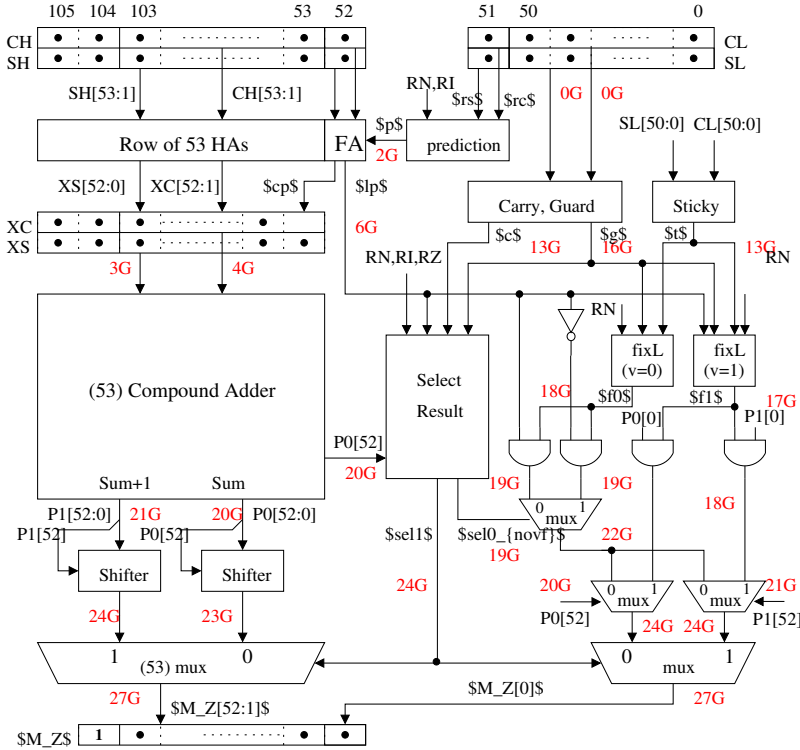 105 104 103 53 52 51 50 0
CH CL
SH SL
SH[53:1] CH[53:1] RN,RI $rs$ $rc$ 0G 0G
SL[50:0] CL[50:0]
Row of 53 HAs FA $p$ prediction
2G
XS[52:0] XC[52:1] $cp$ $lp$
Carry, Guard Sticky
XC 6G $c$ $g$ $t$
XS 13G 16G 13G
3G 4G RN,RI,RZ RN
RN
(53) Compound Adder
Select
Result
fixL
(v=0)
fixL
(v=1)
18G $f0$ $f1$ 17G
P0[0] P1[0]
P0[52]
20G
Sum+1 Sum
19G 19G 18G
0 1
mux
P1[52:0] 21G 20G P0[52:0]
P1[52] P0[52] $sel1$ $sel0_{novf}$ 22G
19G
Shifter Shifter
24G 20G 0 1 mux 0 1 mux 21G
P0[52] P1[52]
24G 23G 24G 24G
1 (53) mux 0 0 mux 1
27G $M_Z[0]$ 27G
$M_Z[52:1]$
$M_Z$ 1